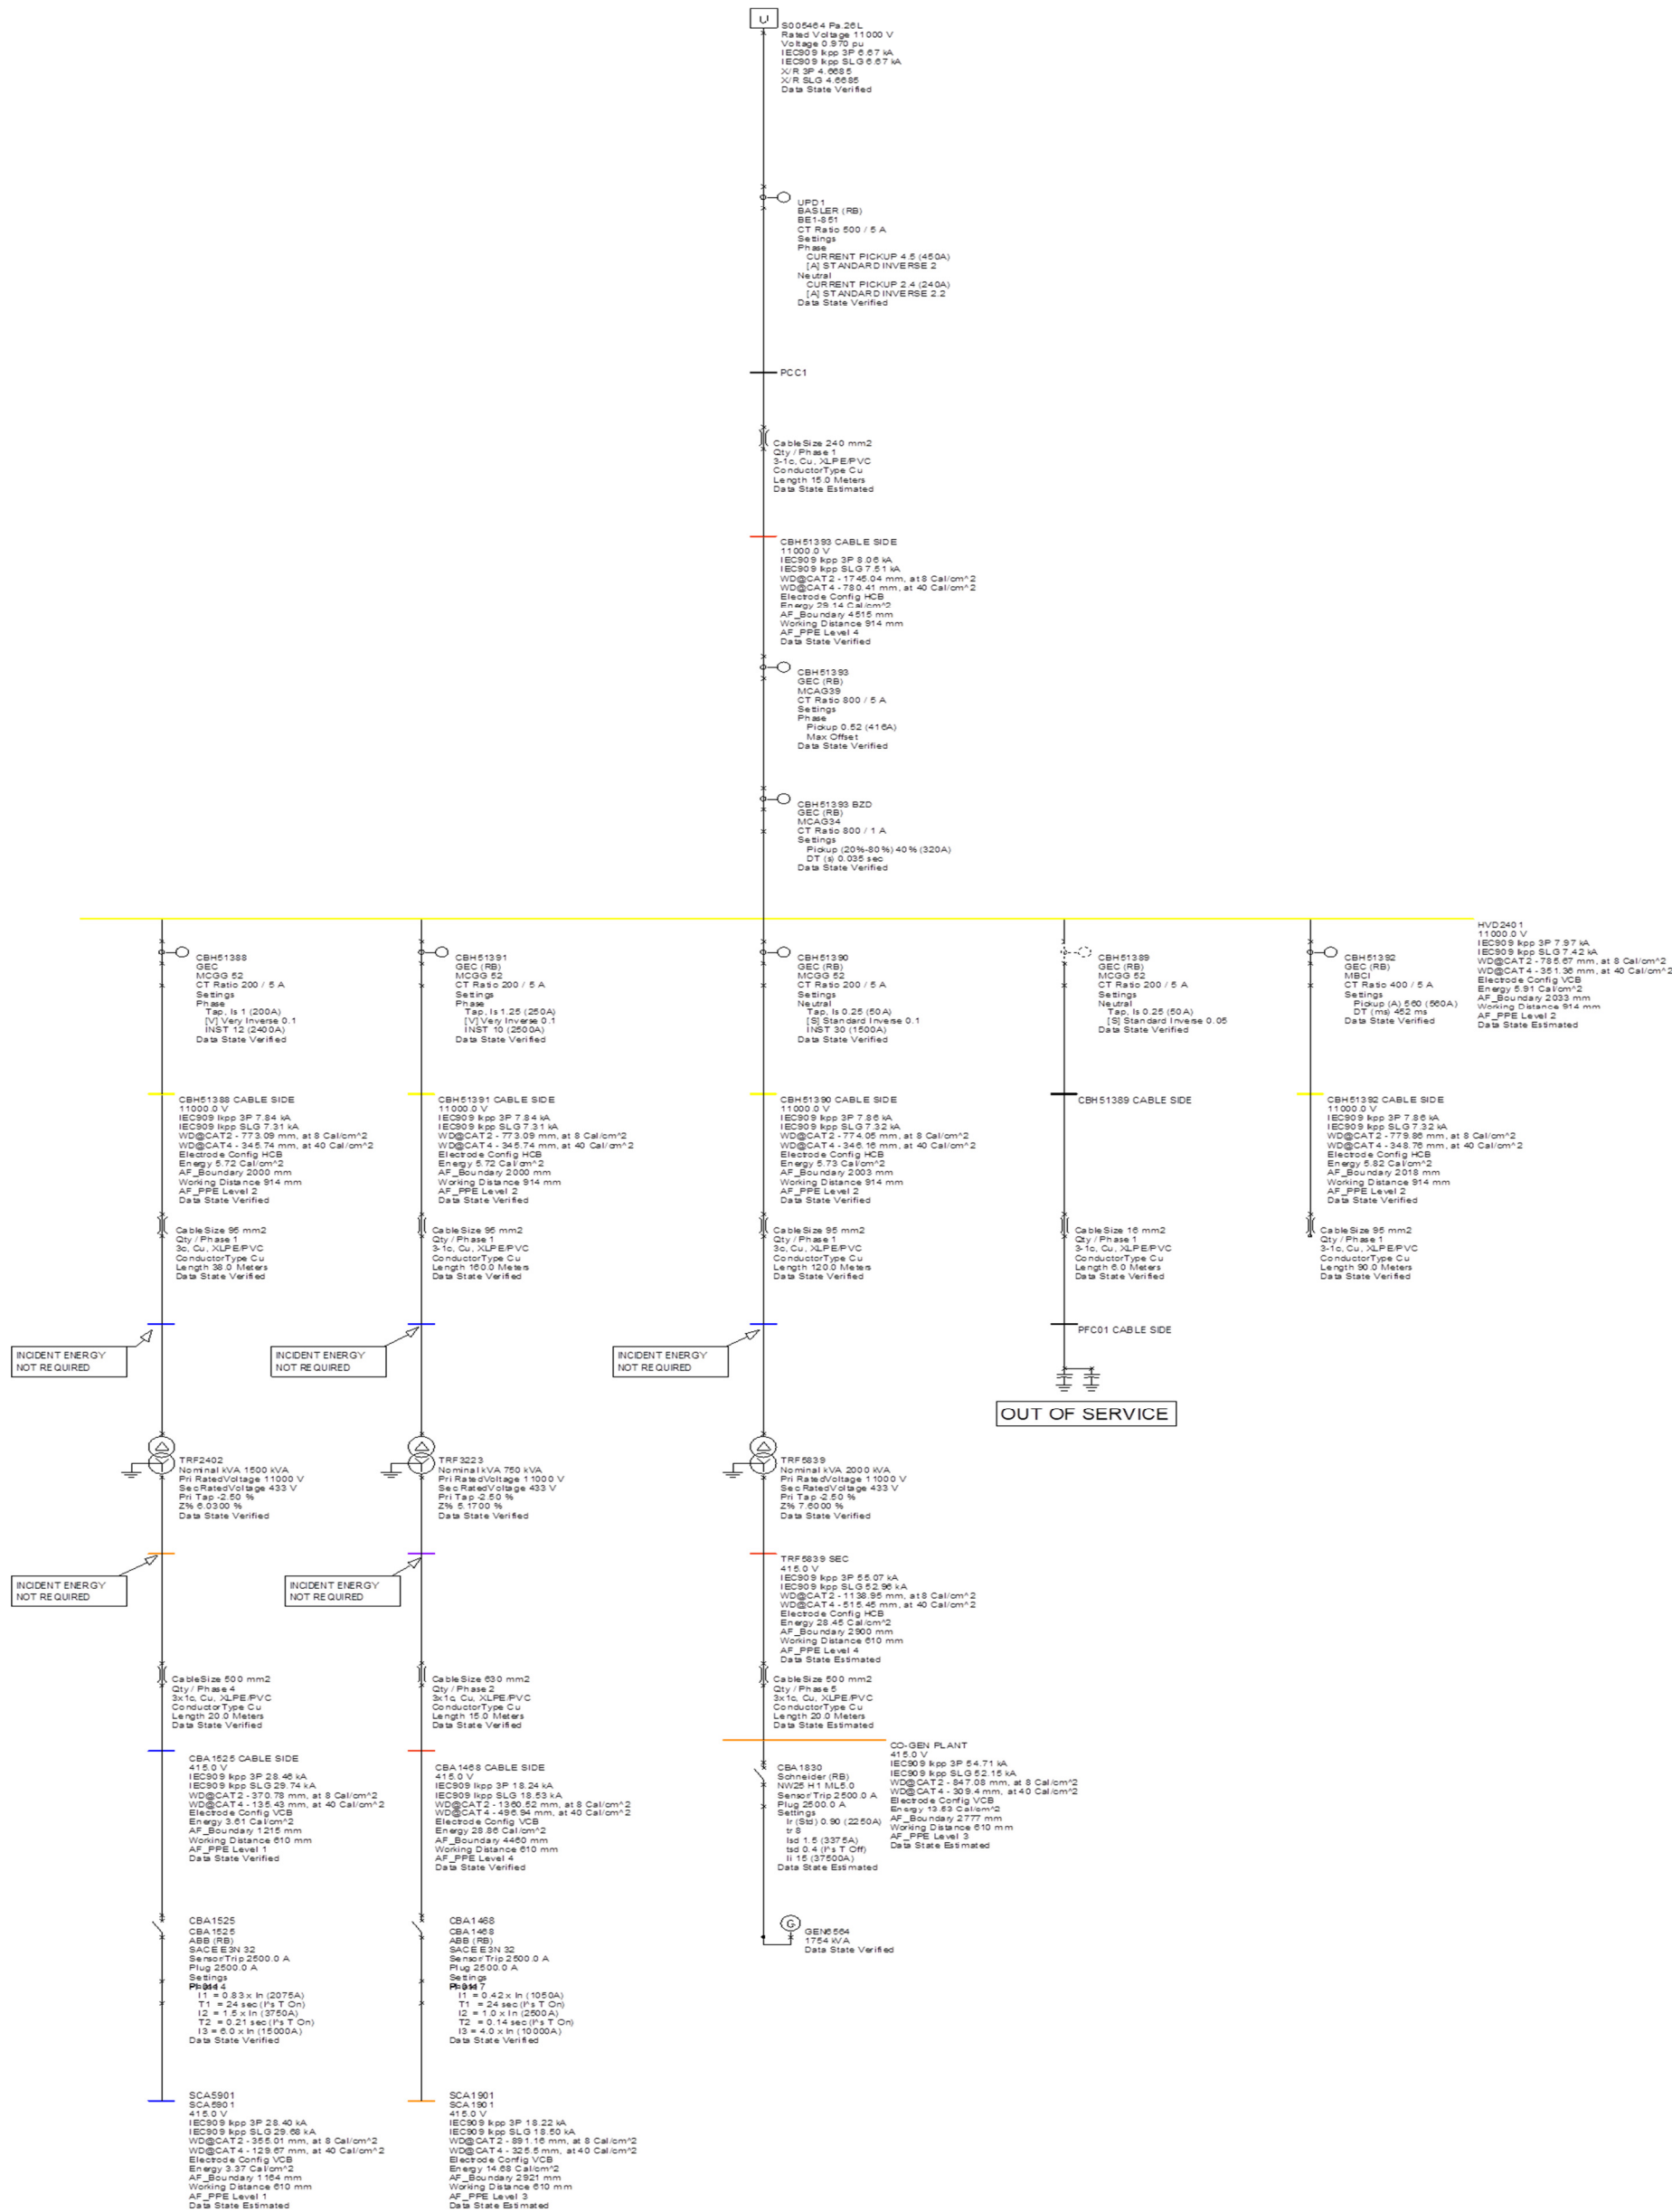 U
S005464 Pa.26L
Rated Voltage 11000 V
Voltage 0.970 pu
IEC909 Ikpp 3P 6.67 kA
IEC909 Ikpp SLG 6.67 kA
X/R 3P 4.6685
X/R SLG 4.6685
Data State Verified
UPD1
BASLER (RB)
BE1-851
CT Ratio 500 / 5 A
Settings
Phase
CURRENT PICKUP 4.5 (450A)
[A] STANDARD INVERSE 2
Neutral
CURRENT PICKUP 2.4 (240A)
[A] STANDARD INVERSE 2.2
Data State Verified
PCC1
CableSize 240 mm2
Qty / Phase 1
3-1c, Cu, XLPE/PVC
ConductorType Cu
Length 15.0 Meters
Data State Estimated
CBH51393 CABLE SIDE
11000.0 V
IEC909 Ikpp 3P 8.06 kA
IEC909 Ikpp SLG 7.51 kA
WD@CAT2 - 1745.04 mm, at 8 Cal/cm^2
WD@CAT4 - 780.41 mm, at 40 Cal/cm^2
Electrode Config HCB
Energy 29.14 Cal/cm^2
AF_Boundary 4515 mm
Working Distance 914 mm
AF_PPE Level 4
Data State Verified
CBH51393
GEC (RB)
MCAG39
CT Ratio 800 / 5 A
Settings
Phase
Pickup 0.52 (416A)
Max Offset
Data State Verified
CBH51393 BZD
GEC (RB)
MCAG34
CT Ratio 800 / 1 A
Settings
Pickup (20%-80%) 40% (320A)
DT (s) 0.035 sec
Data State Verified
HVD2401
11000.0 V
IEC909 Ikpp 3P 7.97 kA
IEC909 Ikpp SLG 7.42 kA
WD@CAT2 - 785.67 mm, at 8 Cal/cm^2
WD@CAT4 - 351.36 mm, at 40 Cal/cm^2
Electrode Config VCB
Energy 5.91 Cal/cm^2
AF_Boundary 2033 mm
Working Distance 914 mm
AF_PPE Level 2
Data State Estimated
CBH51388
GEC
MCGG 52
CT Ratio 200 / 5 A
Settings
Phase
Tap, Is 1 (200A)
[V] Very Inverse 0.1
INST 12 (2400A)
Data State Verified
CBH51391
GEC (RB)
MCGG 52
CT Ratio 200 / 5 A
Settings
Phase
Tap, Is 1.25 (250A)
[V] Very Inverse 0.1
INST 10 (2500A)
Data State Verified
CBH51390
GEC (RB)
MCGG 52
CT Ratio 200 / 5 A
Settings
Neutral
Tap, Is 0.25 (50A)
[S] Standard Inverse 0.1
INST 30 (1500A)
Data State Verified
CBH51389
GEC (RB)
MCGG 52
CT Ratio 200 / 5 A
Settings
Neutral
Tap, Is 0.25 (50A)
[S] Standard Inverse 0.05
Data State Verified
CBH51392
GEC (RB)
MBCI
CT Ratio 400 / 5 A
Settings
Pickup (A) 560 (560A)
DT (ms) 452 ms
Data State Verified
CBH51388 CABLE SIDE
11000.0 V
IEC909 Ikpp 3P 7.84 kA
IEC909 Ikpp SLG 7.31 kA
WD@CAT2 - 773.09 mm, at 8 Cal/cm^2
WD@CAT4 - 345.74 mm, at 40 Cal/cm^2
Electrode Config HCB
Energy 5.72 Cal/cm^2
AF_Boundary 2000 mm
Working Distance 914 mm
AF_PPE Level 2
Data State Verified
CBH51391 CABLE SIDE
11000.0 V
IEC909 Ikpp 3P 7.84 kA
IEC909 Ikpp SLG 7.31 kA
WD@CAT2 - 773.09 mm, at 8 Cal/cm^2
WD@CAT4 - 345.74 mm, at 40 Cal/cm^2
Electrode Config HCB
Energy 5.72 Cal/cm^2
AF_Boundary 2000 mm
Working Distance 914 mm
AF_PPE Level 2
Data State Verified
CBH51390 CABLE SIDE
11000.0 V
IEC909 Ikpp 3P 7.86 kA
IEC909 Ikpp SLG 7.32 kA
WD@CAT2 - 774.05 mm, at 8 Cal/cm^2
WD@CAT4 - 346.16 mm, at 40 Cal/cm^2
Electrode Config HCB
Energy 5.73 Cal/cm^2
AF_Boundary 2003 mm
Working Distance 914 mm
AF_PPE Level 2
Data State Verified
CBH51389 CABLE SIDE
CBH51392 CABLE SIDE
11000.0 V
IEC909 Ikpp 3P 7.86 kA
IEC909 Ikpp SLG 7.32 kA
WD@CAT2 - 779.86 mm, at 8 Cal/cm^2
WD@CAT4 - 348.76 mm, at 40 Cal/cm^2
Electrode Config HCB
Energy 5.82 Cal/cm^2
AF_Boundary 2018 mm
Working Distance 914 mm
AF_PPE Level 2
Data State Verified
CableSize 95 mm2
Qty / Phase 1
3c, Cu, XLPE/PVC
ConductorType Cu
Length 38.0 Meters
Data State Verified
CableSize 95 mm2
Qty / Phase 1
3-1c, Cu, XLPE/PVC
ConductorType Cu
Length 160.0 Meters
Data State Verified
CableSize 95 mm2
Qty / Phase 1
3c, Cu, XLPE/PVC
ConductorType Cu
Length 120.0 Meters
Data State Verified
CableSize 16 mm2
Qty / Phase 1
3-1c, Cu, XLPE/PVC
ConductorType Cu
Length 6.0 Meters
Data State Verified
CableSize 95 mm2
Qty / Phase 1
3-1c, Cu, XLPE/PVC
ConductorType Cu
Length 90.0 Meters
Data State Verified
INCIDENT ENERGY
NOT REQUIRED
INCIDENT ENERGY
NOT REQUIRED
INCIDENT ENERGY
NOT REQUIRED
PFC01 CABLE SIDE
OUT OF SERVICE
TRF2402
Nominal kVA 1500 kVA
Pri RatedVoltage 11000 V
Sec RatedVoltage 433 V
Pri Tap -2.50 %
Z% 6.0300 %
Data State Verified
TRF3223
Nominal kVA 750 kVA
Pri RatedVoltage 11000 V
Sec RatedVoltage 433 V
Pri Tap -2.50 %
Z% 5.1700 %
Data State Verified
TRF5839
Nominal kVA 2000 kVA
Pri RatedVoltage 11000 V
Sec RatedVoltage 433 V
Pri Tap -2.50 %
Z% 7.6000 %
Data State Verified
INCIDENT ENERGY
NOT REQUIRED
INCIDENT ENERGY
NOT REQUIRED
TRF5839 SEC
415.0 V
IEC909 Ikpp 3P 55.07 kA
IEC909 Ikpp SLG 52.96 kA
WD@CAT2 - 1138.95 mm, at 8 Cal/cm^2
WD@CAT4 - 515.45 mm, at 40 Cal/cm^2
Electrode Config HCB
Energy 28.45 Cal/cm^2
AF_Boundary 2900 mm
Working Distance 610 mm
AF_PPE Level 4
Data State Estimated
CableSize 500 mm2
Qty / Phase 4
3x1c, Cu, XLPE/PVC
ConductorType Cu
Length 20.0 Meters
Data State Verified
CableSize 630 mm2
Qty / Phase 2
3x1c, Cu, XLPE/PVC
ConductorType Cu
Length 15.0 Meters
Data State Verified
CableSize 500 mm2
Qty / Phase 5
3x1c, Cu, XLPE/PVC
ConductorType Cu
Length 20.0 Meters
Data State Estimated
CBA1525 CABLE SIDE
415.0 V
IEC909 Ikpp 3P 28.46 kA
IEC909 Ikpp SLG 29.74 kA
WD@CAT2 - 370.78 mm, at 8 Cal/cm^2
WD@CAT4 - 135.43 mm, at 40 Cal/cm^2
Electrode Config VCB
Energy 3.61 Cal/cm^2
AF_Boundary 1215 mm
Working Distance 610 mm
AF_PPE Level 1
Data State Verified
CBA1468 CABLE SIDE
415.0 V
IEC909 Ikpp 3P 18.24 kA
IEC909 Ikpp SLG 18.53 kA
WD@CAT2 - 1360.52 mm, at 8 Cal/cm^2
WD@CAT4 - 496.94 mm, at 40 Cal/cm^2
Electrode Config VCB
Energy 28.86 Cal/cm^2
AF_Boundary 4460 mm
Working Distance 610 mm
AF_PPE Level 4
Data State Verified
CBA1830
Schneider (RB)
NW25 H1 ML5.0
Sensor/Trip 2500.0 A
Plug 2500.0 A
Settings
Ir (Std) 0.90 (2250A)
tr 8
Isd 1.5 (3375A)
tsd 0.4 (I²s T Off)
Ii 15 (37500A)
Data State Estimated
CO-GEN PLANT
415.0 V
IEC909 Ikpp 3P 54.71 kA
IEC909 Ikpp SLG 52.15 kA
WD@CAT2 - 847.08 mm, at 8 Cal/cm^2
WD@CAT4 - 309.4 mm, at 40 Cal/cm^2
Electrode Config VCB
Energy 13.53 Cal/cm^2
AF_Boundary 2777 mm
Working Distance 610 mm
AF_PPE Level 3
Data State Estimated
CBA1525
CBA1525
ABB (RB)
SACE E3N 32
Sensor/Trip 2500.0 A
Plug 2500.0 A
Settings
I1 = 0.83 x In (2075A)
T1 = 24 sec (I²s T On)
I2 = 1.5 x In (3750A)
T2 = 0.21 sec (I²s T On)
I3 = 6.0 x In (15000A)
Data State Verified
CBA1468
CBA1468
ABB (RB)
SACE E3N 32
Sensor/Trip 2500.0 A
Plug 2500.0 A
Settings
I1 = 0.42 x In (1050A)
T1 = 24 sec (I²s T On)
I2 = 1.0 x In (2500A)
T2 = 0.14 sec (I²s T On)
I3 = 4.0 x In (10000A)
Data State Verified
G
GEN6564
1754 kVA
Data State Verified
SCA5901
SCA5901
415.0 V
IEC909 Ikpp 3P 28.40 kA
IEC909 Ikpp SLG 29.68 kA
WD@CAT2 - 355.01 mm, at 8 Cal/cm^2
WD@CAT4 - 129.67 mm, at 40 Cal/cm^2
Electrode Config VCB
Energy 3.37 Cal/cm^2
AF_Boundary 1164 mm
Working Distance 610 mm
AF_PPE Level 1
Data State Estimated
SCA1901
SCA1901
415.0 V
IEC909 Ikpp 3P 18.22 kA
IEC909 Ikpp SLG 18.50 kA
WD@CAT2 - 891.16 mm, at 8 Cal/cm^2
WD@CAT4 - 325.5 mm, at 40 Cal/cm^2
Electrode Config VCB
Energy 14.68 Cal/cm^2
AF_Boundary 2921 mm
Working Distance 610 mm
AF_PPE Level 3
Data State Estimated